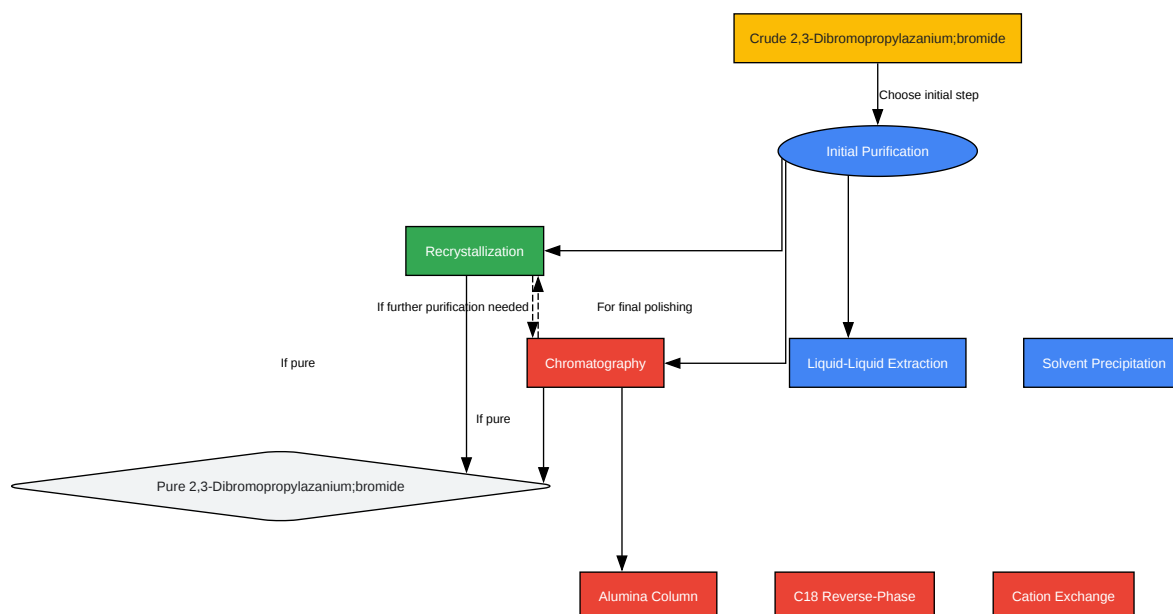 Crude 2,3-Dibromopropylazanium;bromide
Choose initial step
Initial Purification
Recrystallization
If further purification needed
For final polishing
Chromatography
Liquid-Liquid Extraction
Solvent Precipitation
If pure
If pure
Pure 2,3-Dibromopropylazanium;bromide
Alumina Column
C18 Reverse-Phase
Cation Exchange